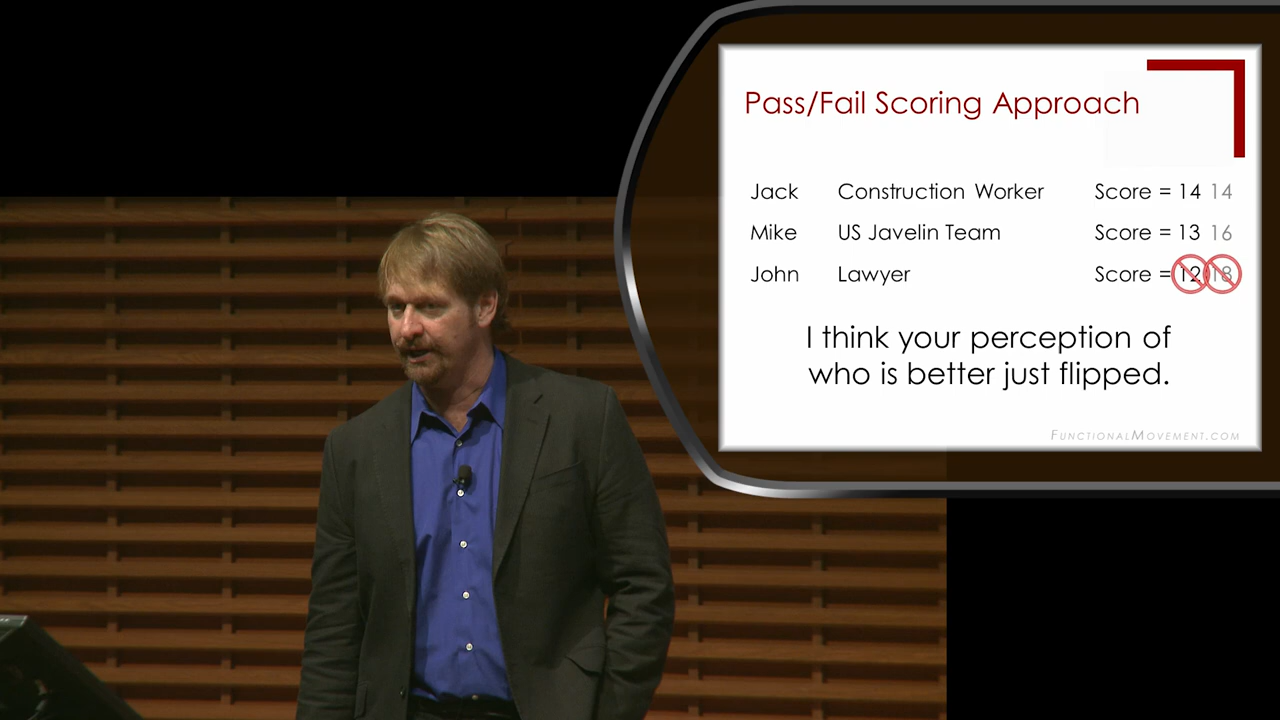 Pass/Fail Scoring Approach
Jack Construction Worker Score = 14 14
Mike US Javelin Team Score = 13 16
John Lawyer Score = 12 18
I think your perception of
who is better just flipped.
FUNCTIONALMOVEMENT.COM